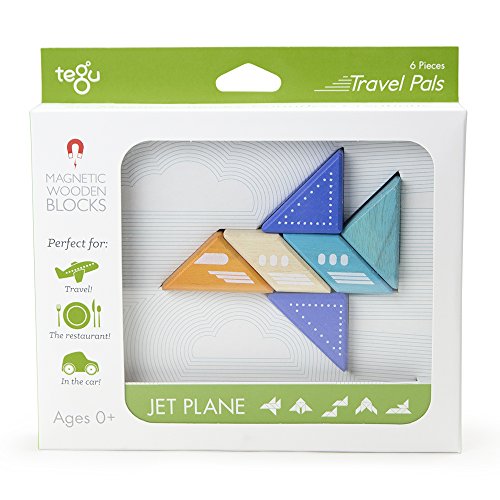 tegu
6 Pieces
Travel Pals
MAGNETIC
WOODEN
BLOCKS
Perfect for:
Travel!
The restaurant!
In the car!
Ages 0+
JET PLANE